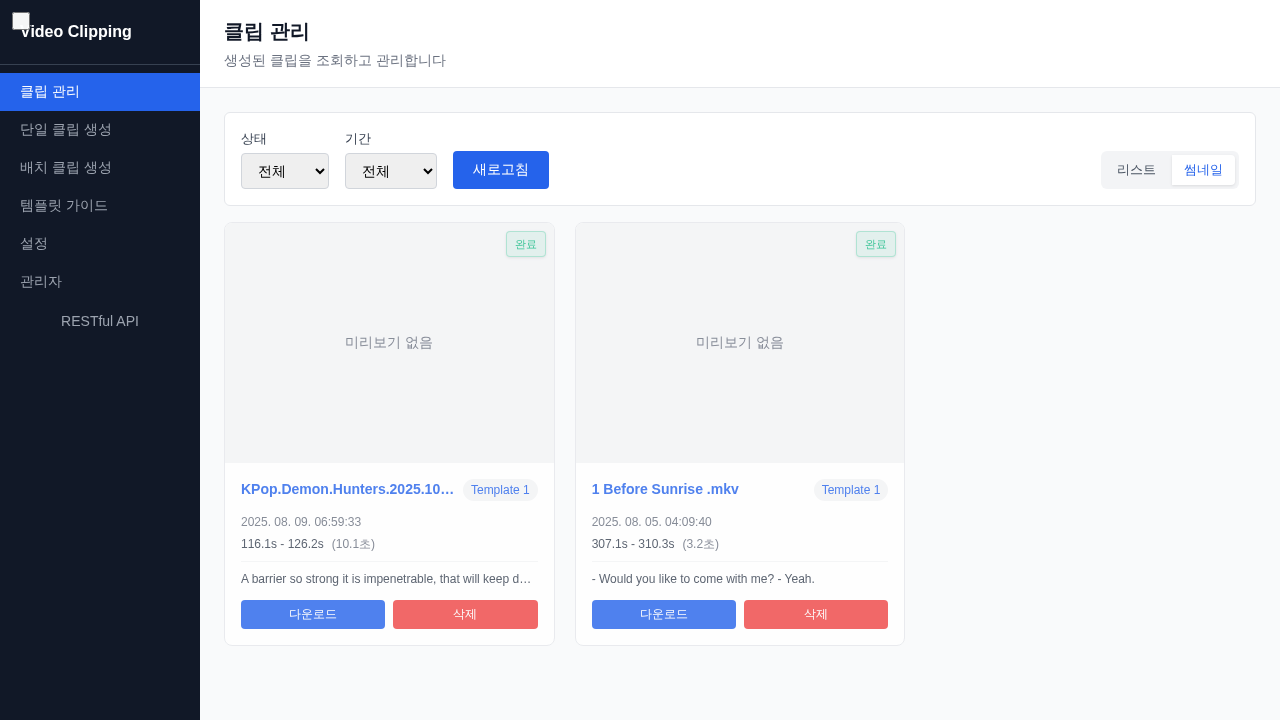 Video Clipping
클립 관리
단일 클립 생성
배치 클립 생성
템플릿 가이드
설정
관리자
RESTful API
클립 관리
생성된 클립을 조회하고 관리합니다
상태
기간
전체
전체
새로고침
리스트
썸네일
완료
미리보기 없음
KPop.Demon.Hunters.2025.10…
Template 1
2025. 08. 09. 06:59:33
116.1s - 126.2s (10.1초)
A barrier so strong it is impenetrable, that will keep d…
다운로드
삭제
완료
미리보기 없음
1 Before Sunrise .mkv
Template 1
2025. 08. 05. 04:09:40
307.1s - 310.3s (3.2초)
- Would you like to come with me? - Yeah.
다운로드
삭제